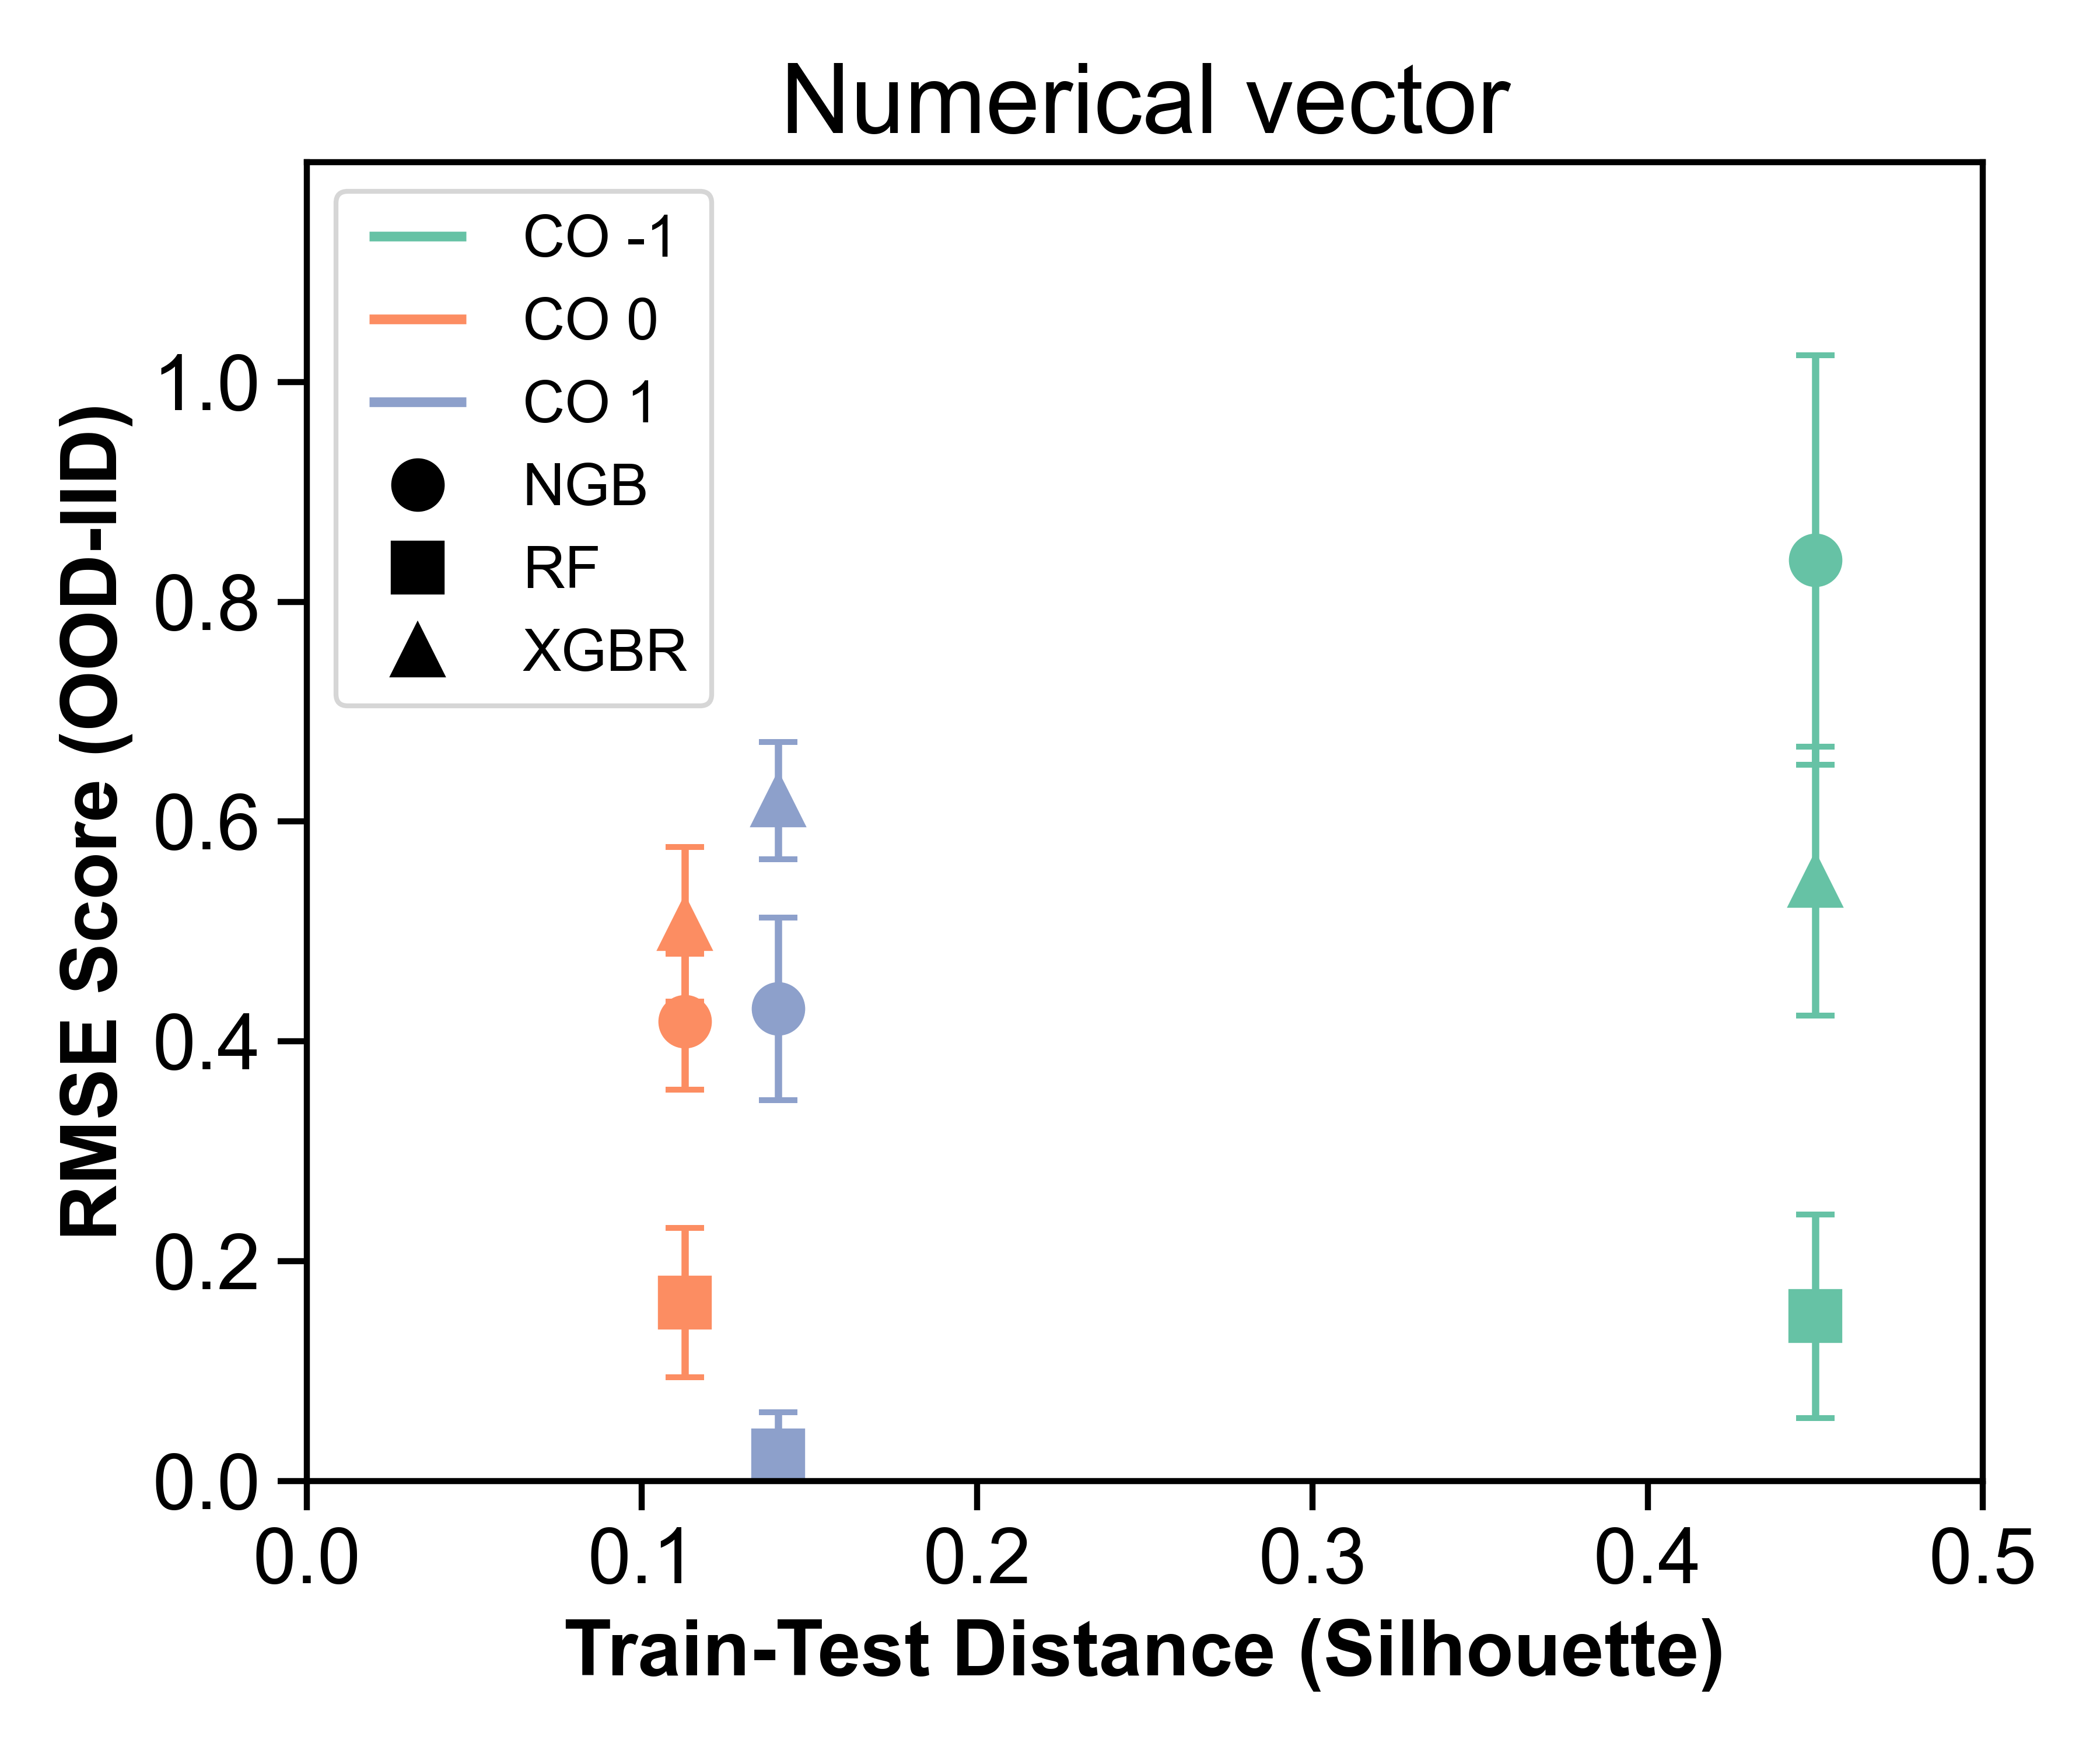 Numerical vector
CO -1
CO 0
CO 1
NGB
RF
XGBR
RMSE Score (OOD-IID)
1.0
0.8
0.6
0.4
0.2
0.0
0.0 0.1 0.2 0.3 0.4 0.5
Train-Test Distance (Silhouette)